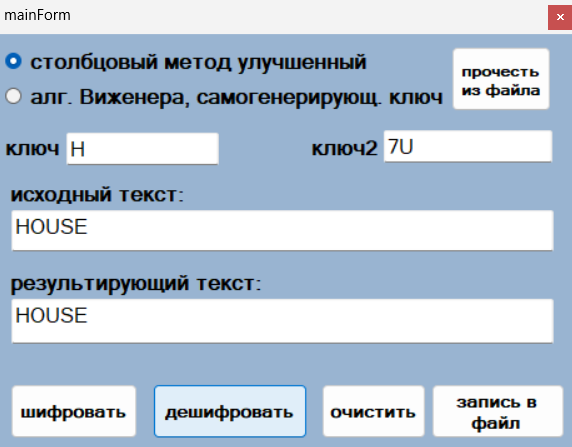 mainForm
столбцовый метод улучшенный
прочесть
из файла
алг. Виженера, самогенерирующ. ключ
ключ H ключ2 7U
исходный текст:
HOUSE
результирующий текст:
HOUSE
шифровать дешифровать очистить запись в
файл